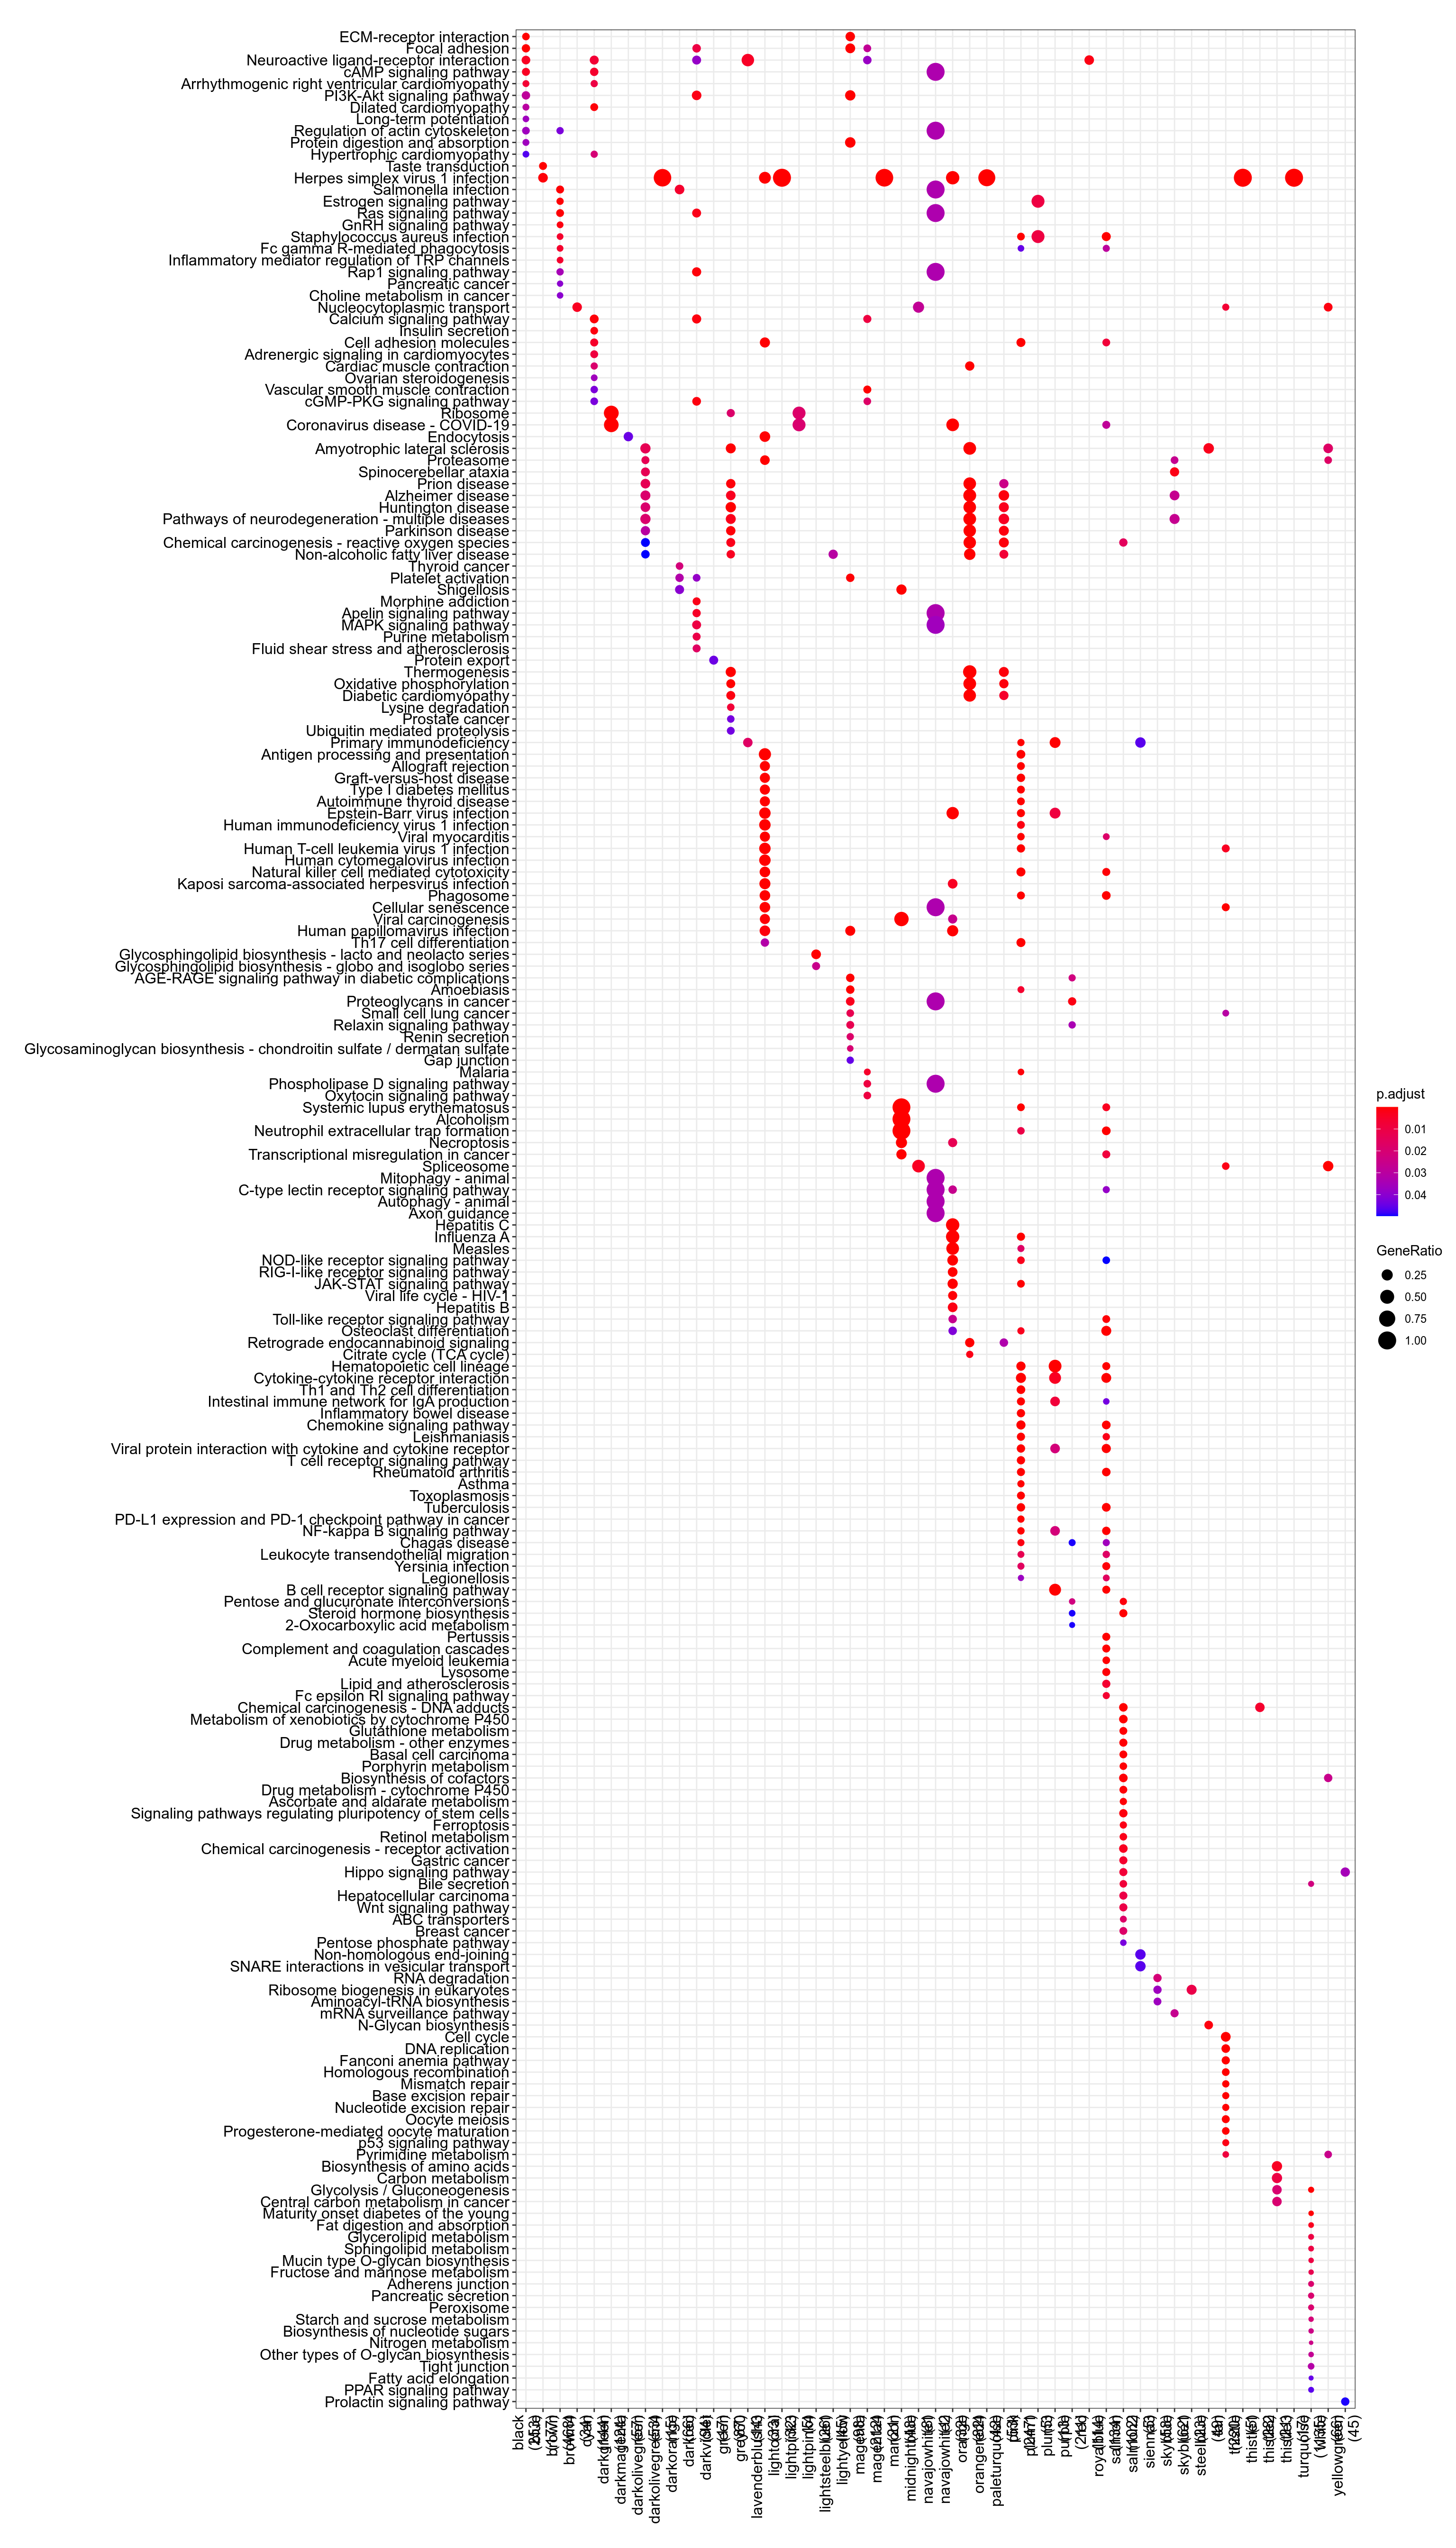 ECM-receptor interaction
Focal adhesion
Neuroactive ligand-receptor interaction
cAMP signaling pathway
Arrhythmogenic right ventricular cardiomyopathy
PI3K-Akt signaling pathway
Dilated cardiomyopathy
Long-term potentiation
Regulation of actin cytoskeleton
Protein digestion and absorption
Hypertrophic cardiomyopathy
Taste transduction
Herpes simplex virus 1 infection
Salmonella infection
Estrogen signaling pathway
Ras signaling pathway
GnRH signaling pathway
Staphylococcus aureus infection
Fc gamma R-mediated phagocytosis
Inflammatory mediator regulation of TRP channels
Rap1 signaling pathway
Pancreatic cancer
Choline metabolism in cancer
Nucleocytoplasmic transport
Calcium signaling pathway
Insulin secretion
Cell adhesion molecules
Adrenergic signaling in cardiomyocytes
Cardiac muscle contraction
Ovarian steroidogenesis
Vascular smooth muscle contraction
cGMP-PKG signaling pathway
Ribosome
Coronavirus disease - COVID-19
Endocytosis
Amyotrophic lateral sclerosis
Proteasome
Spinocerebellar ataxia
Prion disease
Alzheimer disease
Huntington disease
Pathways of neurodegeneration - multiple diseases
Parkinson disease
Chemical carcinogenesis - reactive oxygen species
Non-alcoholic fatty liver disease
Thyroid cancer
Platelet activation
Shigellosis
Morphine addiction
Apelin signaling pathway
MAPK signaling pathway
Purine metabolism
Fluid shear stress and atherosclerosis
Protein export
Thermogenesis
Oxidative phosphorylation
Diabetic cardiomyopathy
Lysine degradation
Prostate cancer
Ubiquitin mediated proteolysis
Primary immunodeficiency
Antigen processing and presentation
Allograft rejection
Graft-versus-host disease
Type I diabetes mellitus
Autoimmune thyroid disease
Epstein-Barr virus infection
Human immunodeficiency virus 1 infection
Viral myocarditis
Human T-cell leukemia virus 1 infection
Human cytomegalovirus infection
Natural killer cell mediated cytotoxicity
Kaposi sarcoma-associated herpesvirus infection
Phagosome
Cellular senescence
Viral carcinogenesis
Human papillomavirus infection
Th17 cell differentiation
Glycosphingolipid biosynthesis - lacto and neolacto series
Glycosphingolipid biosynthesis - globo and isoglobo series
AGE-RAGE signaling pathway in diabetic complications
Amoebiasis
Proteoglycans in cancer
Small cell lung cancer
Relaxin signaling pathway
Renin secretion
Glycosaminoglycan biosynthesis - chondroitin sulfate / dermatan sulfate
Gap junction
Malaria
Phospholipase D signaling pathway
Oxytocin signaling pathway
Systemic lupus erythematosus
Alcoholism
Neutrophil extracellular trap formation
Necroptosis
Transcriptional misregulation in cancer
Spliceosome
Mitophagy - animal
C-type lectin receptor signaling pathway
Autophagy - animal
Axon guidance
Hepatitis C
Influenza A
Measles
NOD-like receptor signaling pathway
RIG-I-like receptor signaling pathway
JAK-STAT signaling pathway
Viral life cycle - HIV-1
Hepatitis B
Toll-like receptor signaling pathway
Osteoclast differentiation
Retrograde endocannabinoid signaling
Citrate cycle (TCA cycle)
Hematopoietic cell lineage
Cytokine-cytokine receptor interaction
Th1 and Th2 cell differentiation
Intestinal immune network for IgA production
Inflammatory bowel disease
Chemokine signaling pathway
Leishmaniasis
Viral protein interaction with cytokine and cytokine receptor
T cell receptor signaling pathway
Rheumatoid arthritis
Asthma
Toxoplasmosis
Tuberculosis
PD-L1 expression and PD-1 checkpoint pathway in cancer
NF-kappa B signaling pathway
Chagas disease
Leukocyte transendothelial migration
Yersinia infection
Legionellosis
B cell receptor signaling pathway
Pentose and glucuronate interconversions
Steroid hormone biosynthesis
2-Oxocarboxylic acid metabolism
Pertussis
Complement and coagulation cascades
Acute myeloid leukemia
Lysosome
Lipid and atherosclerosis
Fc epsilon RI signaling pathway
Chemical carcinogenesis - DNA adducts
Metabolism of xenobiotics by cytochrome P450
Glutathione metabolism
Drug metabolism - other enzymes
Basal cell carcinoma
Porphyrin metabolism
Biosynthesis of cofactors
Drug metabolism - cytochrome P450
Ascorbate and aldarate metabolism
Signaling pathways regulating pluripotency of stem cells
Ferroptosis
Retinol metabolism
Chemical carcinogenesis - receptor activation
Gastric cancer
Hippo signaling pathway
Bile secretion
Hepatocellular carcinoma
Wnt signaling pathway
ABC transporters
Breast cancer
Pentose phosphate pathway
Non-homologous end-joining
SNARE interactions in vesicular transport
RNA degradation
Ribosome biogenesis in eukaryotes
Aminoacyl-tRNA biosynthesis
mRNA surveillance pathway
N-Glycan biosynthesis
Cell cycle
DNA replication
Fanconi anemia pathway
Homologous recombination
Mismatch repair
Base excision repair
Nucleotide excision repair
Oocyte meiosis
Progesterone-mediated oocyte maturation
p53 signaling pathway
Pyrimidine metabolism
Biosynthesis of amino acids
Carbon metabolism
Glycolysis / Gluconeogenesis
Central carbon metabolism in cancer
Maturity onset diabetes of the young
Fat digestion and absorption
Glycerolipid metabolism
Sphingolipid metabolism
Mucin type O-glycan biosynthesis
Fructose and mannose metabolism
Adherens junction
Pancreatic secretion
Peroxisome
Starch and sucrose metabolism
Biosynthesis of nucleotide sugars
Nitrogen metabolism
Other types of O-glycan biosynthesis
Tight junction
Fatty acid elongation
PPAR signaling pathway
Prolactin signaling pathway
p.adjust
0.01
0.02
0.03
0.04
GeneRatio
0.25
0.50
0.75
1.00
black
yellowgreen
(45)